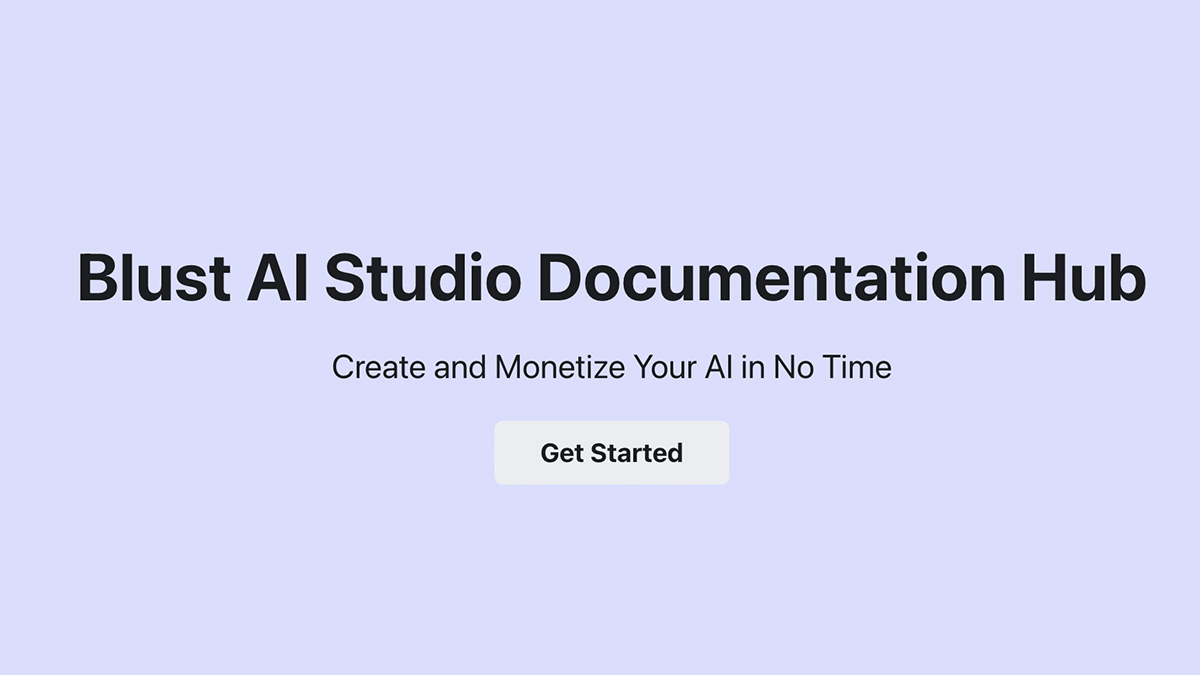 Blust AI Studio Documentation Hub
Create and Monetize Your AI in No Time
Get Started